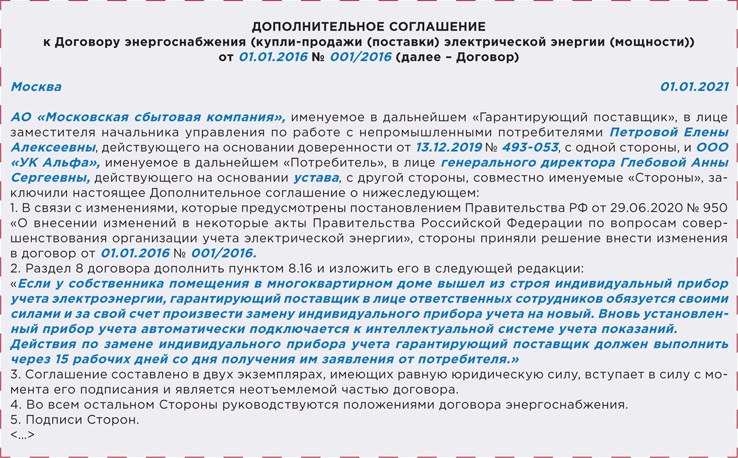 ДОПОЛНИТЕЛЬНОЕ СОГЛАШЕНИЕ
к Договору энергоснабжения (купли-продажи (поставки) электрической энергии (мощности))
от 01.01.2016 № 001/2016 (далее – Договор)
Москва 01.01.2021
АО «Московская сбытовая компания», именуемое в дальнейшем «Гарантирующий поставщик», в лице
заместителя начальника управления по работе с непромышленными потребителями Петровой Елены
Алексеевны, действующего на основании доверенности от 13.12.2019 № 493-053, с одной стороны, и ООО
«УК Альфа», именуемое в дальнейшем «Потребитель», в лице генерального директора Глебовой Анны
Сергеевны, действующего на основании устава, с другой стороны, совместно именуемые «Стороны», за-
ключили настоящее Дополнительное соглашение о нижеследующем:
1. В связи с изменениями, которые предусмотрены постановлением Правительства РФ от 29.06.2020 № 950
«О внесении изменений в некоторые акты Правительства Российской Федерации по вопросам совер-
шенствования организации учета электрической энергии», стороны приняли решение внести изменения
в договор от 01.01.2016 № 001/2016.
2. Раздел 8 договора дополнить пунктом 8.16 и изложить его в следующей редакции:
«Если у собственника помещения в многоквартирном доме вышел из строя индивидуальный прибор
учета электроэнергии, гарантирующий поставщик в лице ответственных сотрудников обязуется своими
силами и за свой счет произвести замену индивидуального прибора учета на новый. Вновь установлен-
ный прибор учета автоматически подключается к интеллектуальной системе учета показаний.
Действия по замене индивидуального прибора учета гарантирующий поставщик должен выполнить
через 15 рабочих дней со дня получения им заявления от потребителя.»
3. Соглашение составлено в двух экземплярах, имеющих равную юридическую силу, вступает в силу с мо-
мента его подписания и является неотъемлемой частью договора.
4. Во всем остальном Стороны руководствуются положениями договора энергоснабжения.
5. Подписи Сторон.
<...>